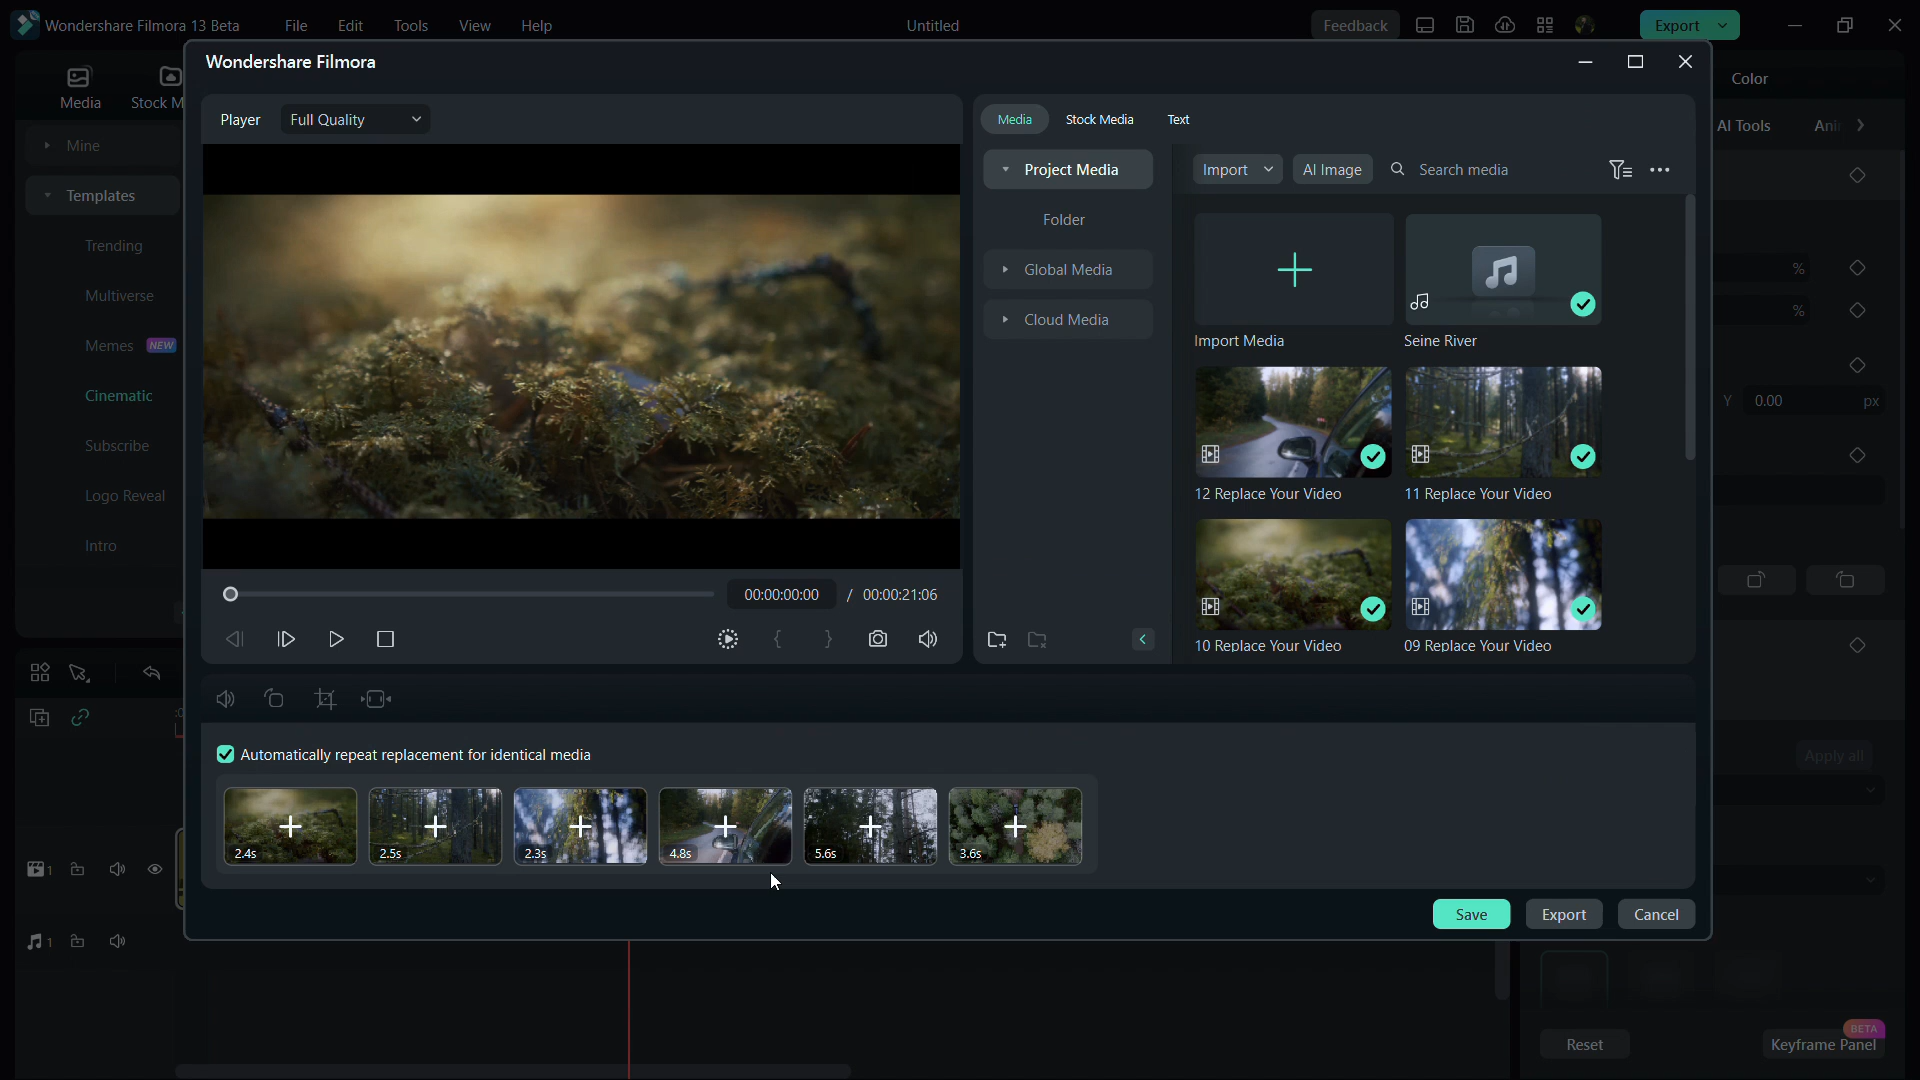 Wondershare Filmora 13 Beta
File
Edit
Tools
View
Help
Untitled
Feedback
Export
Wondershare Filmora
Media
Stock M
Color
Player
Full Quality
Media
Stock Media
Text
AI Tools
Ani
Mine
Project Media
Import
AI Image
Search media
Templates
Folder
Trending
Global Media
%
Multiverse
Cloud Media
%
Import Media
Seine River
Memes NEW
Cinematic
Y 0.00 px
Subscribe
Logo Reveal
12 Replace Your Video
11 Replace Your Video
Intro
00:00:00:00 / 00:00:21:06
10 Replace Your Video
09 Replace Your Video
:0
Automatically repeat replacement for identical media
Apply all
2.4s
2.5s
2.3s
4.8s
5.6s
3.6s
1
Save
Export
Cancel
1
BETA
Reset
Keyframe Panel